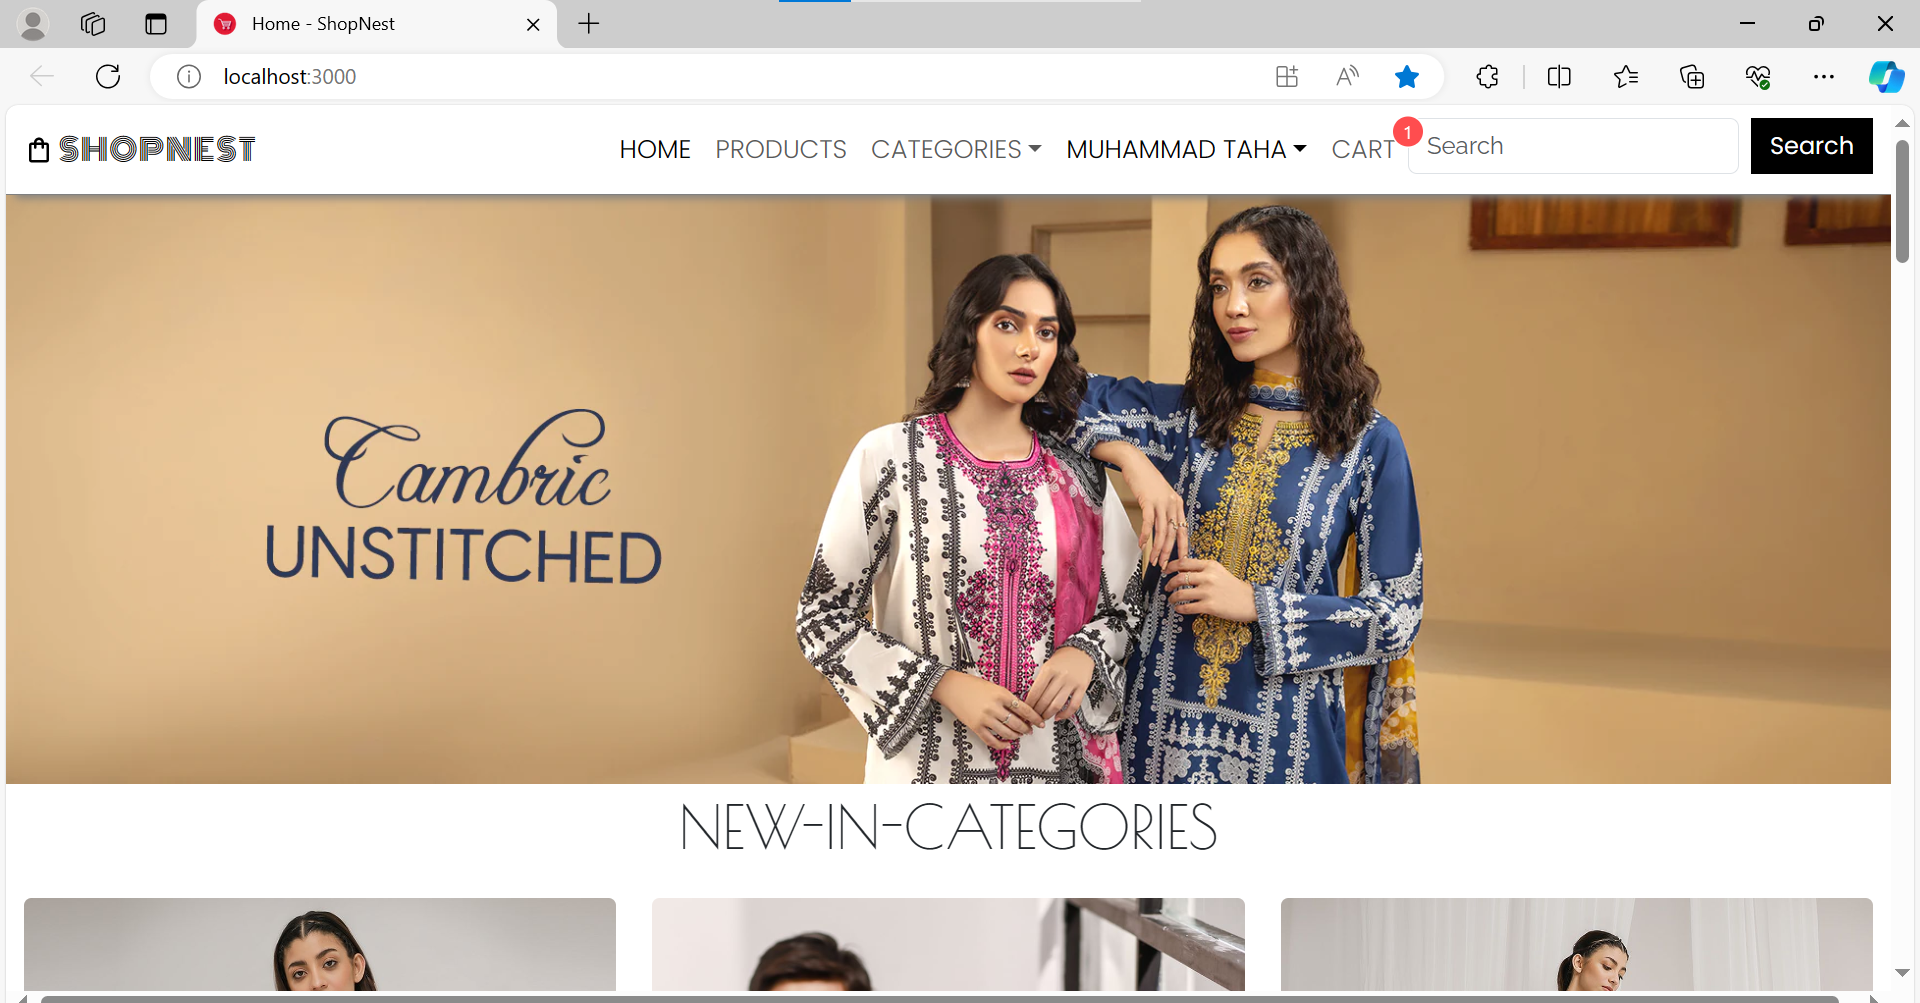 Home - ShopNest
localhost:3000
SHOPNEST
HOME PRODUCTS CATEGORIES MUHAMMAD TAHA CART 1 Search Search
Cambric
UNSTITCHED
NEW-IN-CATEGORIES